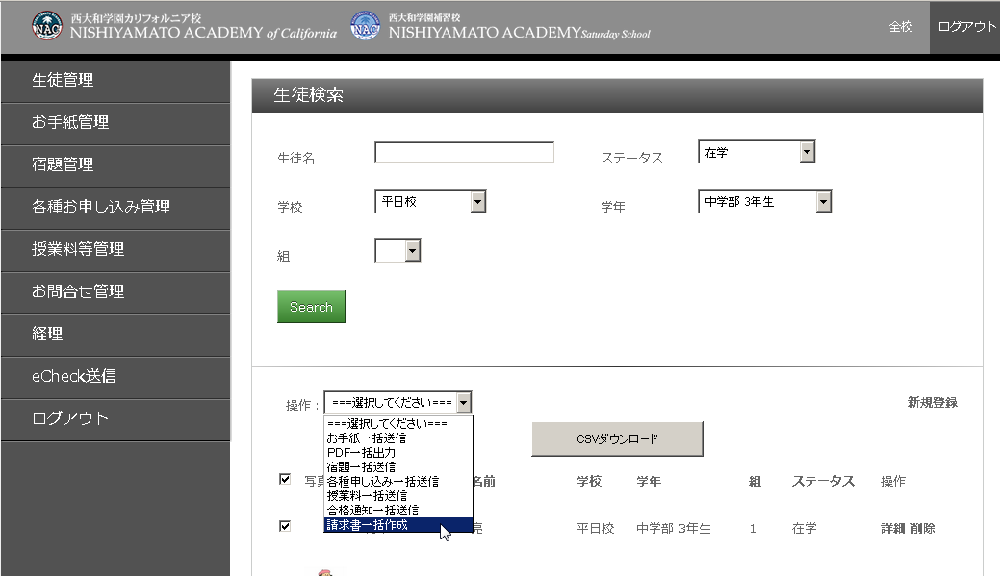 西大和学園カリフォルニア校
NISHIYAMATO ACADEMY of California
西大和学園補習校
NISHIYAMATO ACADEMY Saturday School
全校
ログアウト
生徒管理
お手紙管理
宿題管理
各種お申し込み管理
授業料等管理
お問合せ管理
経理
eCheck送信
ログアウト
生徒検索
生徒名
ステータス 在学
学校 平日校
学年 中学部 3年生
組
Search
操作： ===選択してください===
新規登録
===選択してください===
お手紙一括送信
PDF一括出力
宿題一括送信
各種申し込み一括送信
授業料一括送信
合格通知一括送信
請求書一括作成
CSVダウンロード
写真 名前 学校 学年 組 ステータス 操作
亮 平日校 中学部 3年生 1 在学 詳細 削除